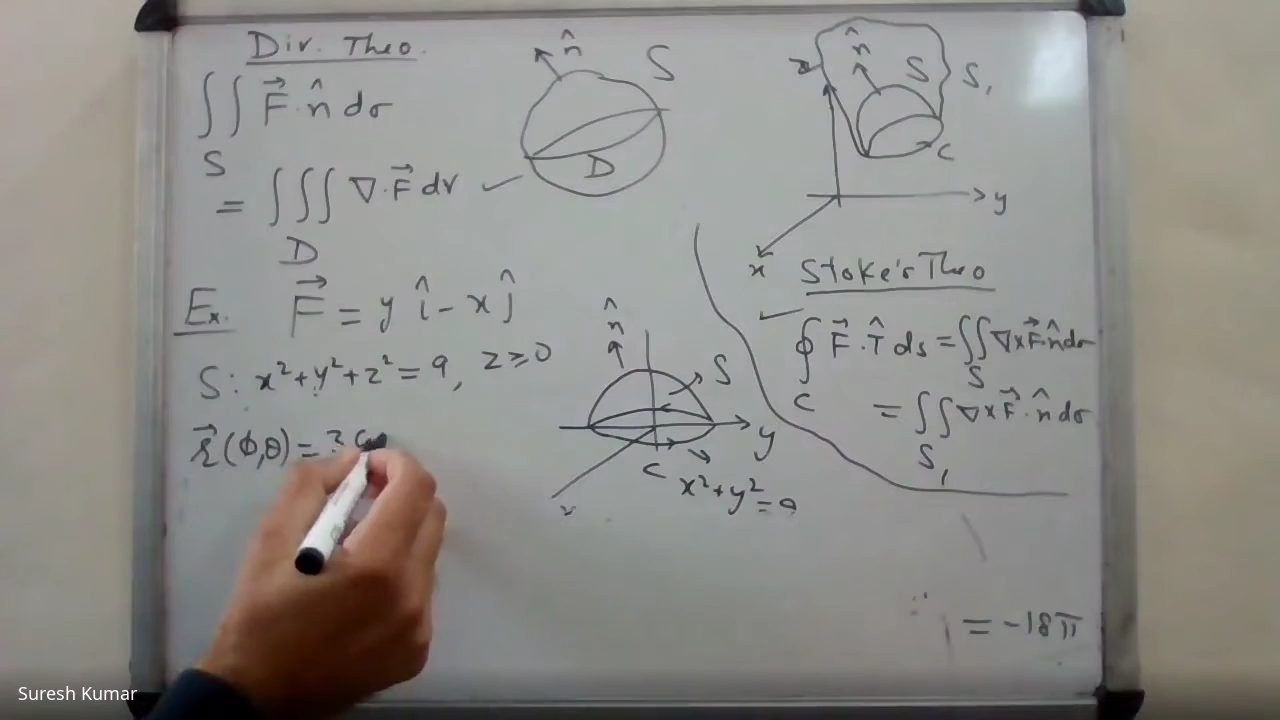 Div. Theo.
∬ F⃗·n̂ dσ
S
= ∭ ∇·F⃗ dV ✓
D
n̂
S
D
z
n̂
S
S₁
C
y
x
Stoke's Theo
✓ ∮ F⃗·T̂ ds = ∬ ∇×F⃗·n̂ dσ
C S
= ∬ ∇×F⃗·n̂ dσ
S₁
Ex. F⃗ = y î - x ĵ
S: x²+y²+z² = 9, z ≥ 0
r⃗(ϕ,θ) = 3
n̂
S
y
C
x²+y²
= 9
x
= -18π
Suresh Kumar